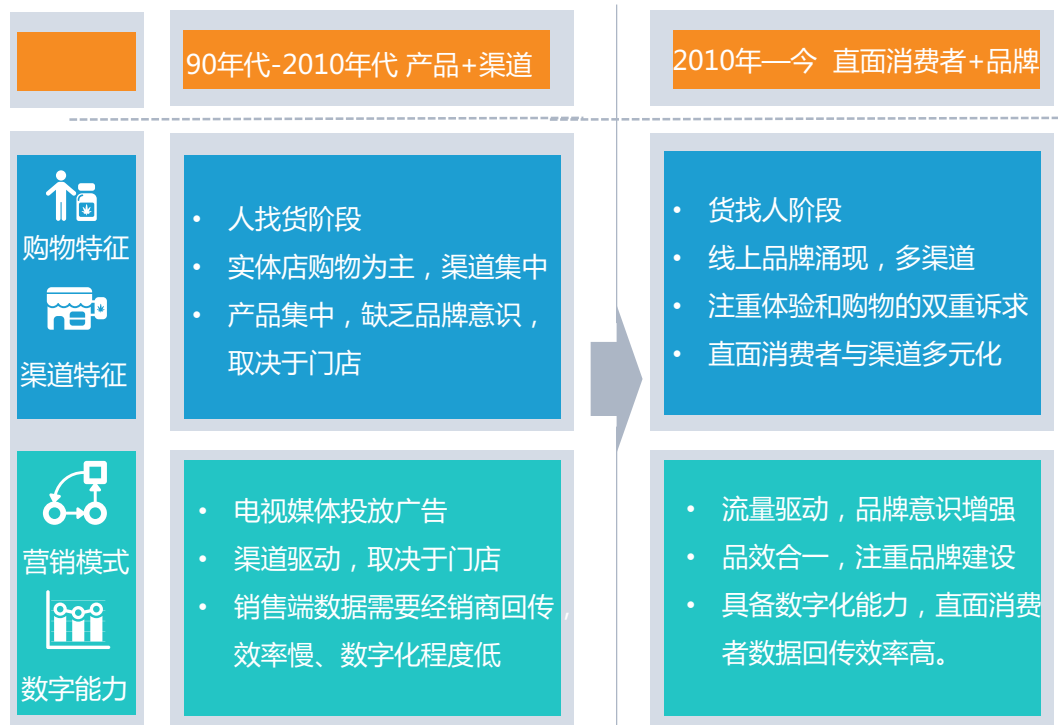 90年代-2010年代 产品+渠道
2010年—今 直面消费者+品牌
购物特征
渠道特征
• 人找货阶段
• 实体店购物为主，渠道集中
• 产品集中，缺乏品牌意识，
取决于门店
• 货找人阶段
• 线上品牌涌现，多渠道
• 注重体验和购物的双重诉求
• 直面消费者与渠道多元化
营销模式
数字能力
• 电视媒体投放广告
• 渠道驱动，取决于门店
• 销售端数据需要经销商回传，
效率慢、数字化程度低
• 流量驱动，品牌意识增强
• 品效合一，注重品牌建设
• 具备数字化能力，直面消费
者数据回传效率高。